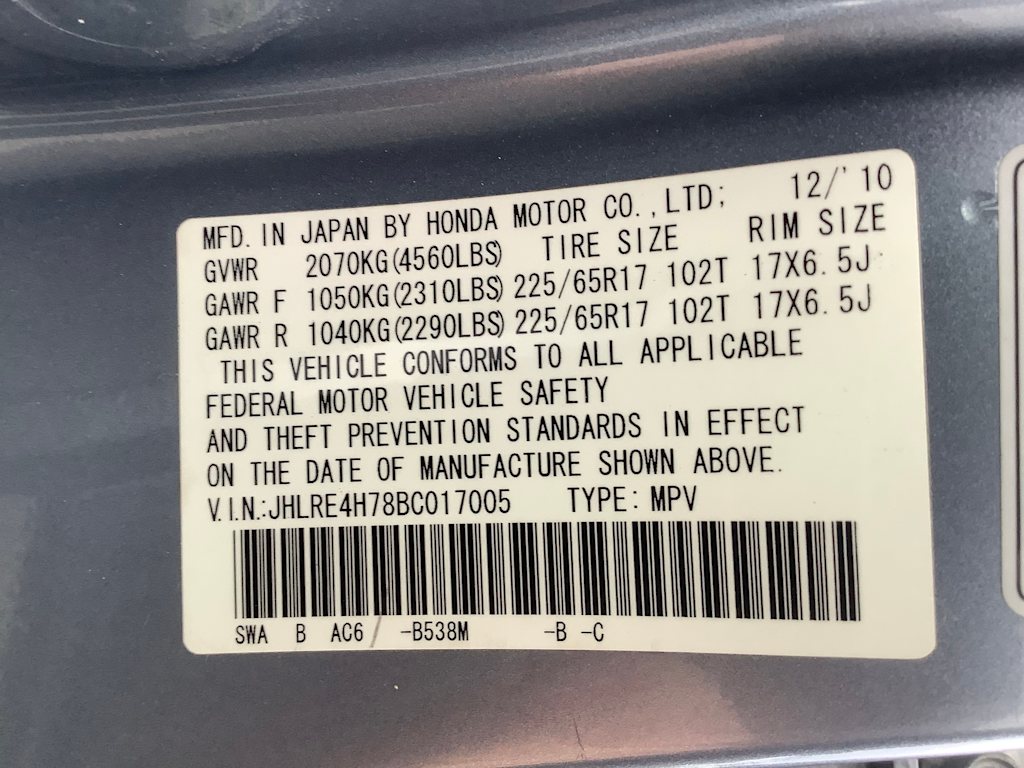 MFD. IN JAPAN BY HONDA MOTOR CO.,LTD; 12/'10
GVWR 2070KG(4560LBS) TIRE SIZE RIM SIZE
GAWR F 1050KG(2310LBS) 225/65R17 102T 17X6.5J
GAWR R 1040KG(2290LBS) 225/65R17 102T 17X6.5J
THIS VEHICLE CONFORMS TO ALL APPLICABLE
FEDERAL MOTOR VEHICLE SAFETY
AND THEFT PREVENTION STANDARDS IN EFFECT
ON THE DATE OF MANUFACTURE SHOWN ABOVE.
V.I.N.:JHLRE4H78BC017005 TYPE: MPV
SWA B AC6 -B538M -B -C